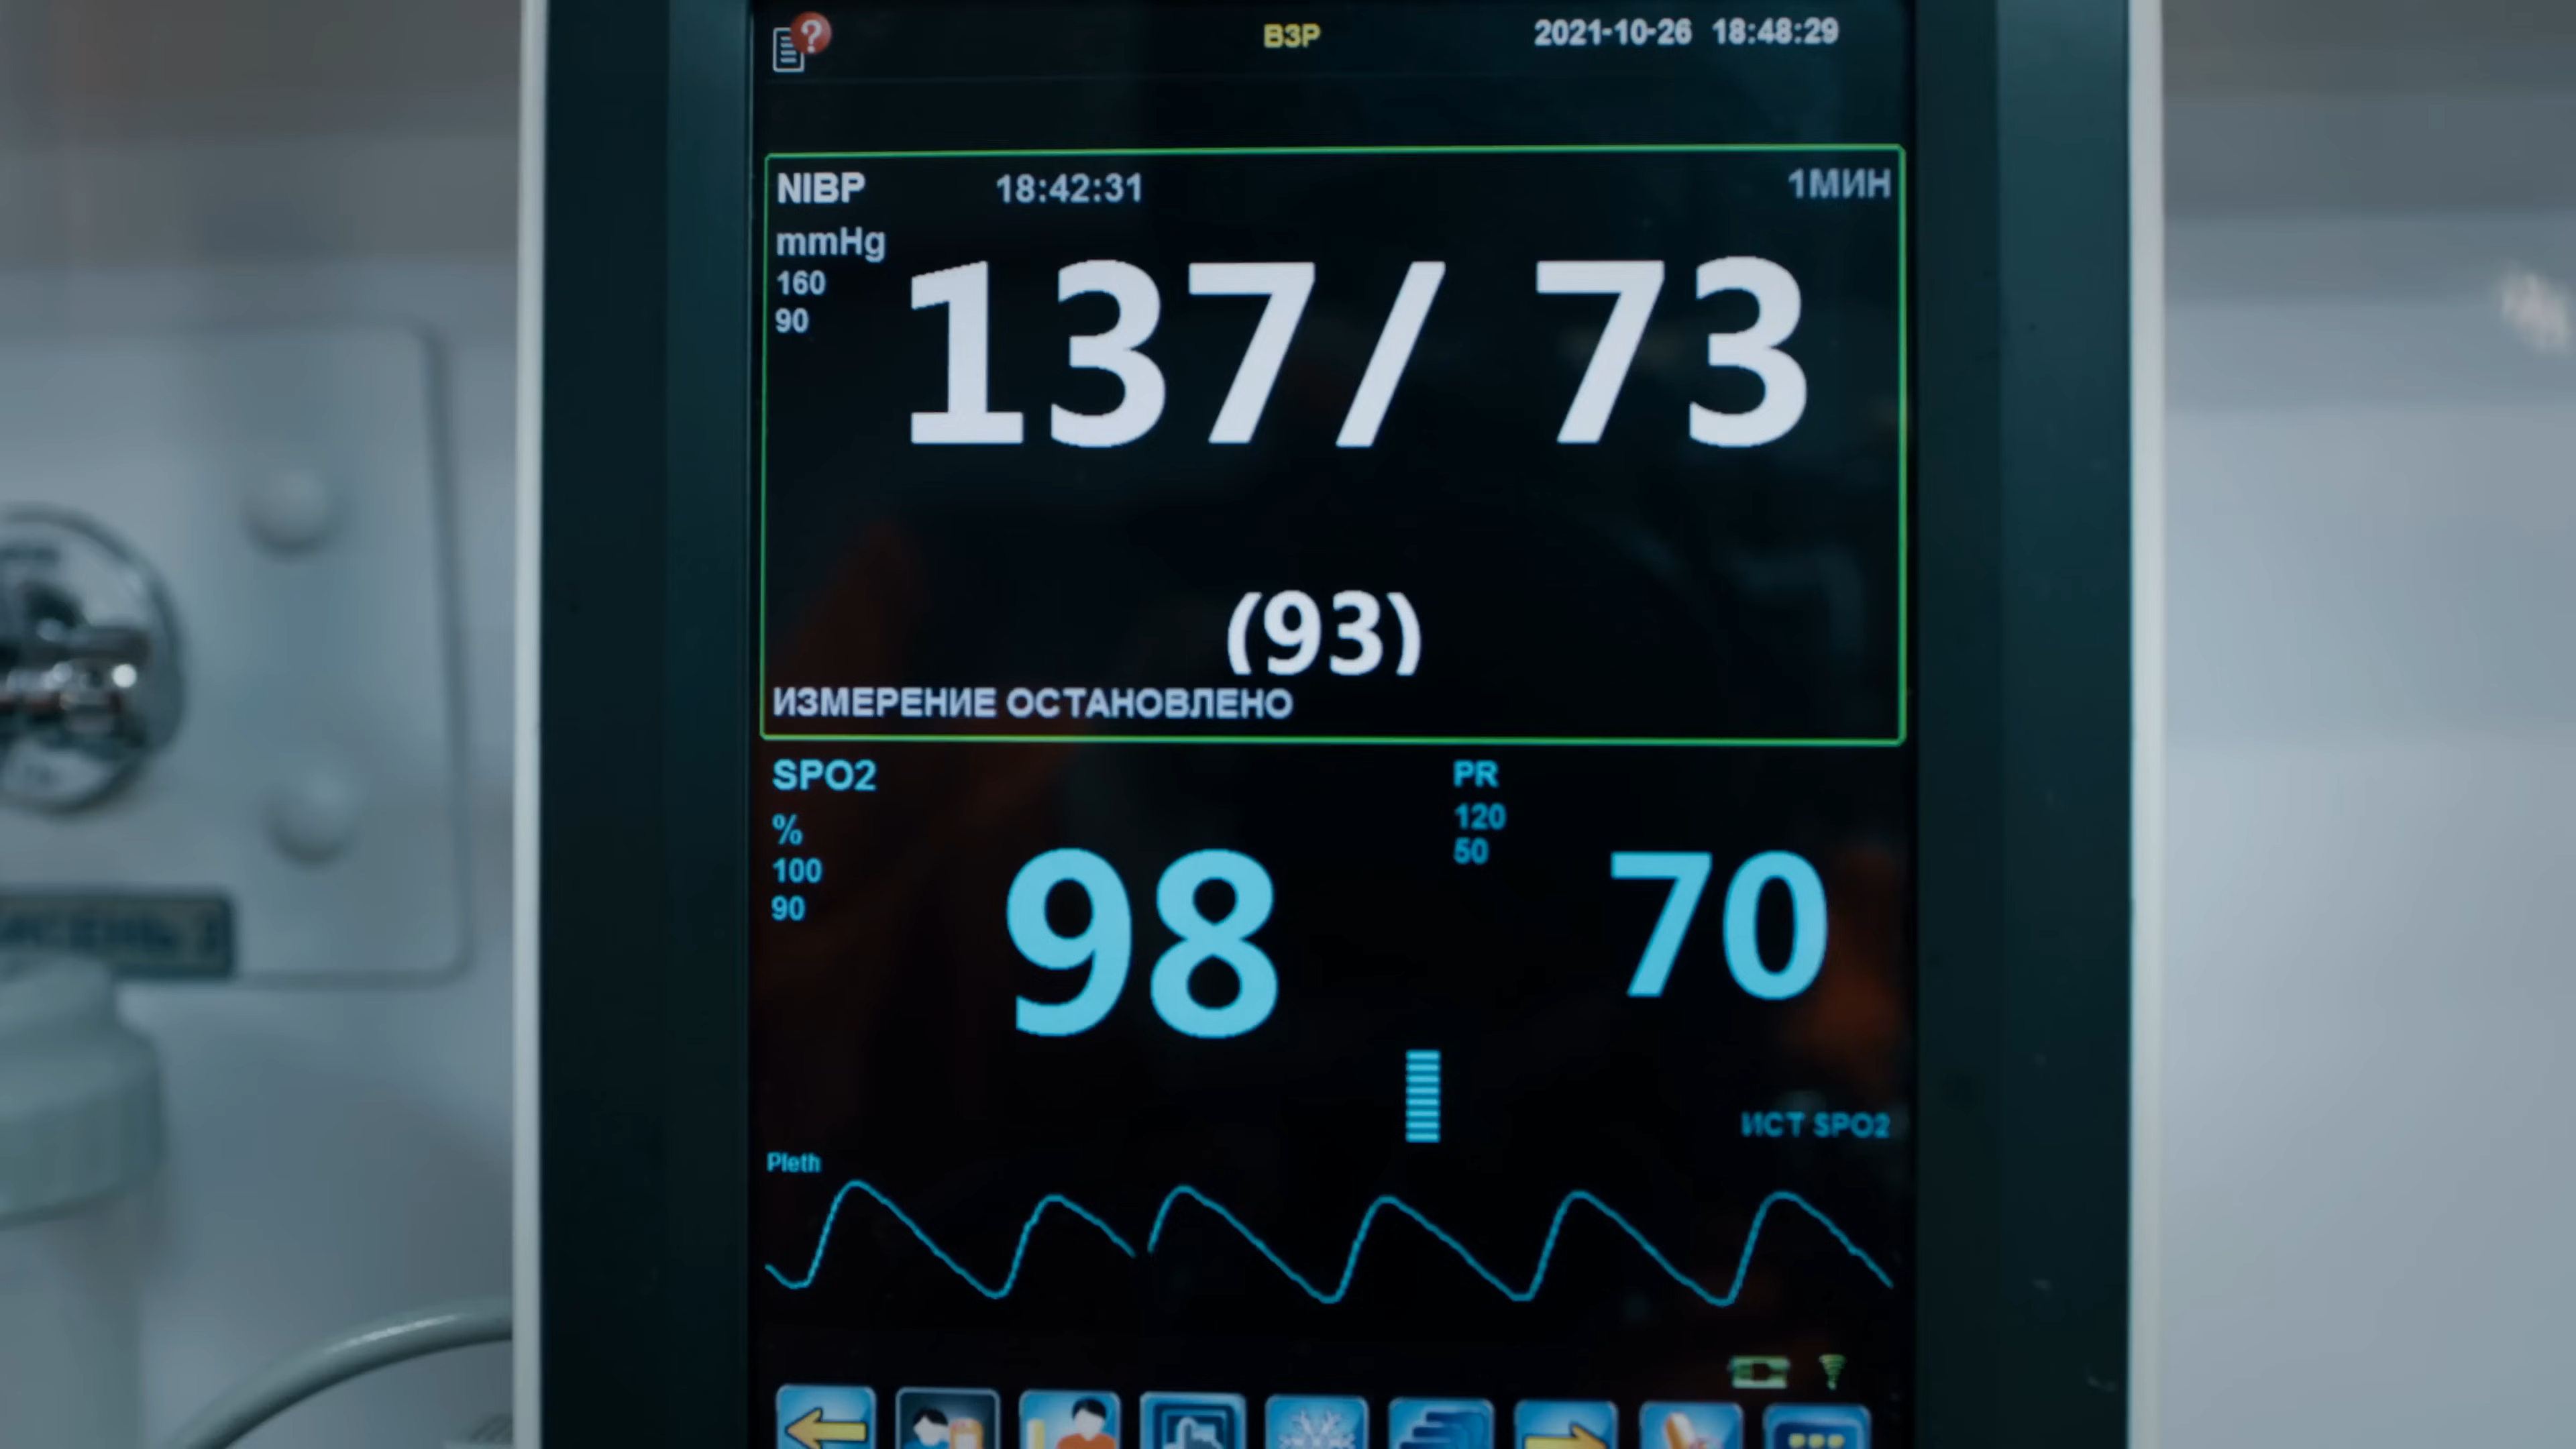 ?
ВЗР 2021-10-26 18:48:29
NIBP 18:42:31 1МИН
mmHg
160
90
137/ 73
(93)
ИЗМЕРЕНИЕ ОСТАНОВЛЕНО
SPO2 PR
% 120
100 50
90
98 70
ИСТ SPO2
Pleth